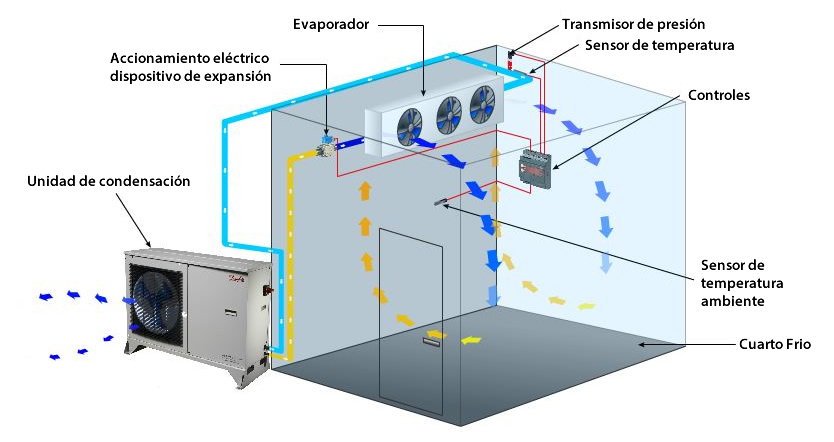 Evaporador
Transmisor de presión
Sensor de temperatura
Accionamiento eléctrico
dispositivo de expansión
Controles
Unidad de condensación
Sensor de
temperatura
ambiente
Cuarto Frio